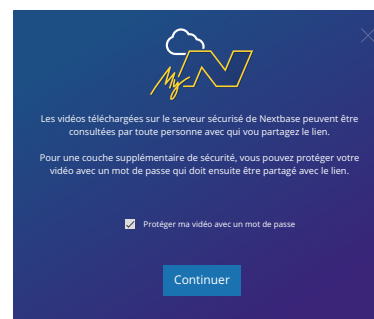 My N
Les vidéos téléchargées sur le serveur sécurisé de Nextbase peuvent être
consultées par toute personne avec qui vou partagez le lien.
Pour une couche supplémentaire de sécurité, vous pouvez protéger votre
vidéo avec un mot de passe qui doit ensuite être partagé avec le lien.
Protéger ma vidéo avec un mot de passe
Continuer